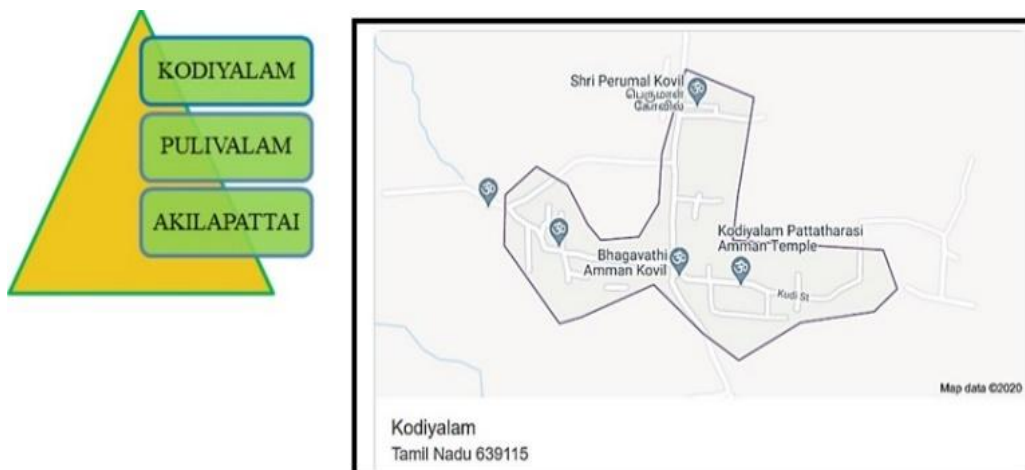 KODIYALAM
PULIVALAM
AKILAPATTAI
Shri Perumal Kovil
பெருமாள்
கோவில்
Kodiyalam Pattatharasi
Amman Temple
Bhagavathi
Amman Kovil
Kudi St
Map data ©2020
Kodiyalam
Tamil Nadu 639115